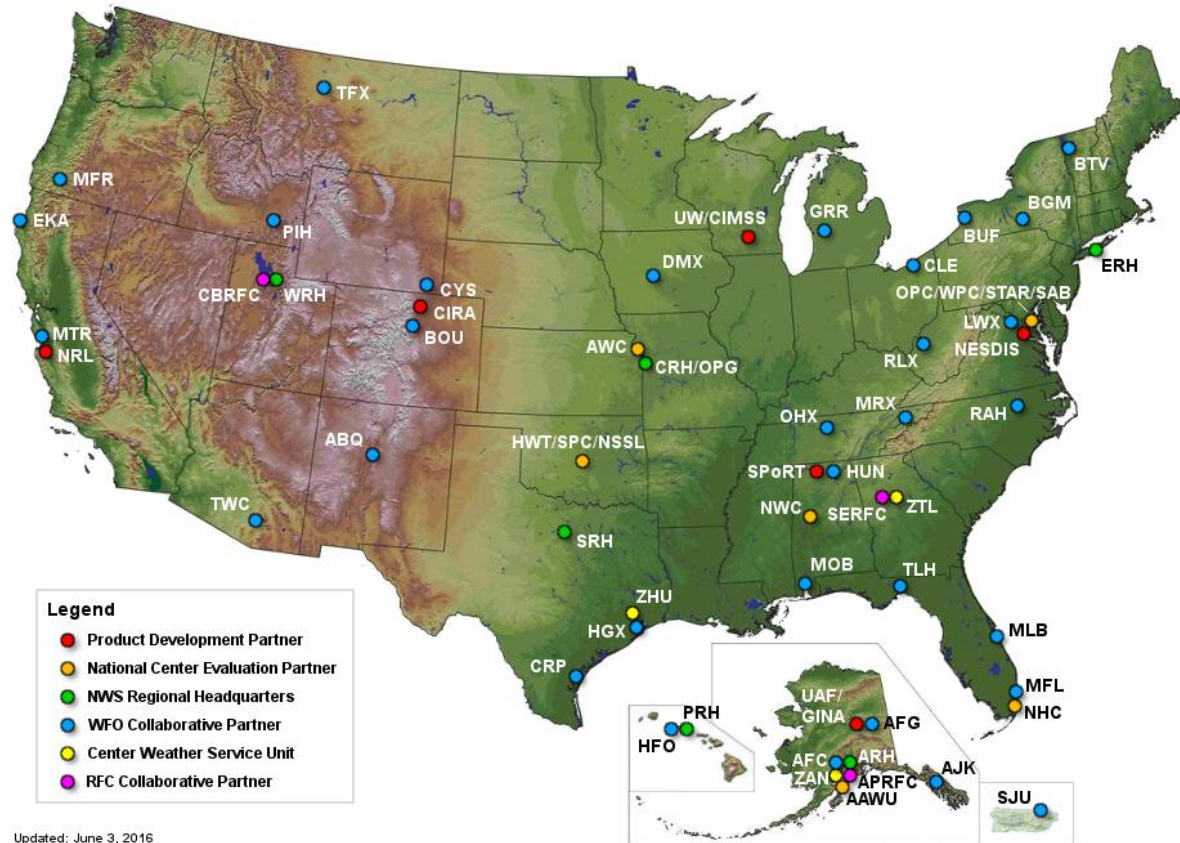 TFX
MFR
EKA
PIH
CBRFC
WRH
CYS
CIRA
BOU
MTR
NRL
ABQ
TWC
UW/CIMSS
GRR
DMX
AWC
CRH/OPG
HWT/SPC/NSSL
SRH
BTV
BGM
BUF
ERH
CLE
OPC/WPC/STAR/SAB
LWX
NESDIS
RLX
MRX
RAH
OHX
SPoRT
HUN
NWC
SERFC
ZTL
MOB
TLH
ZHU
HGX
CRP
MLB
MFL
NHC
UAF/
GINA
AFG
PRH
HFO
AFC
ARH
ZAN
APRFC
AAWU
AJK
SJU
Legend
Product Development Partner
National Center Evaluation Partner
NWS Regional Headquarters
WFO Collaborative Partner
Center Weather Service Unit
RFC Collaborative Partner
Updated: June 3, 2016